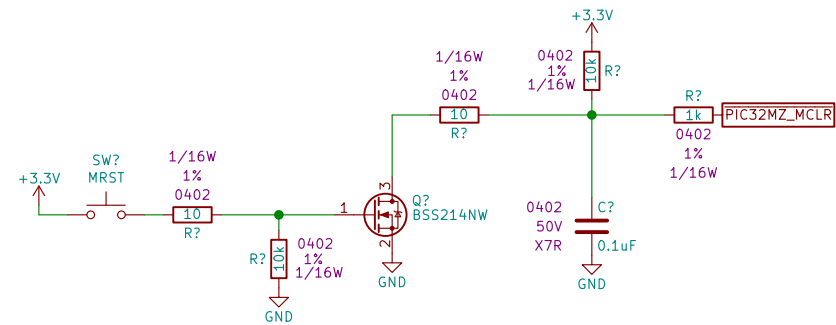 +3.3V
SW?
MRST
1/16W
1%
0402
10
R?
R?
10k
0402
1%
1/16W
GND
1
3
2
Q?
BSS214NW
GND
1/16W
1%
0402
10
R?
+3.3V
0402
1%
1/16W
10k
R?
R?
1k
0402
1%
1/16W
PIC32MZ_MCLR
0402
50V
X7R
C?
0.1uF
GND